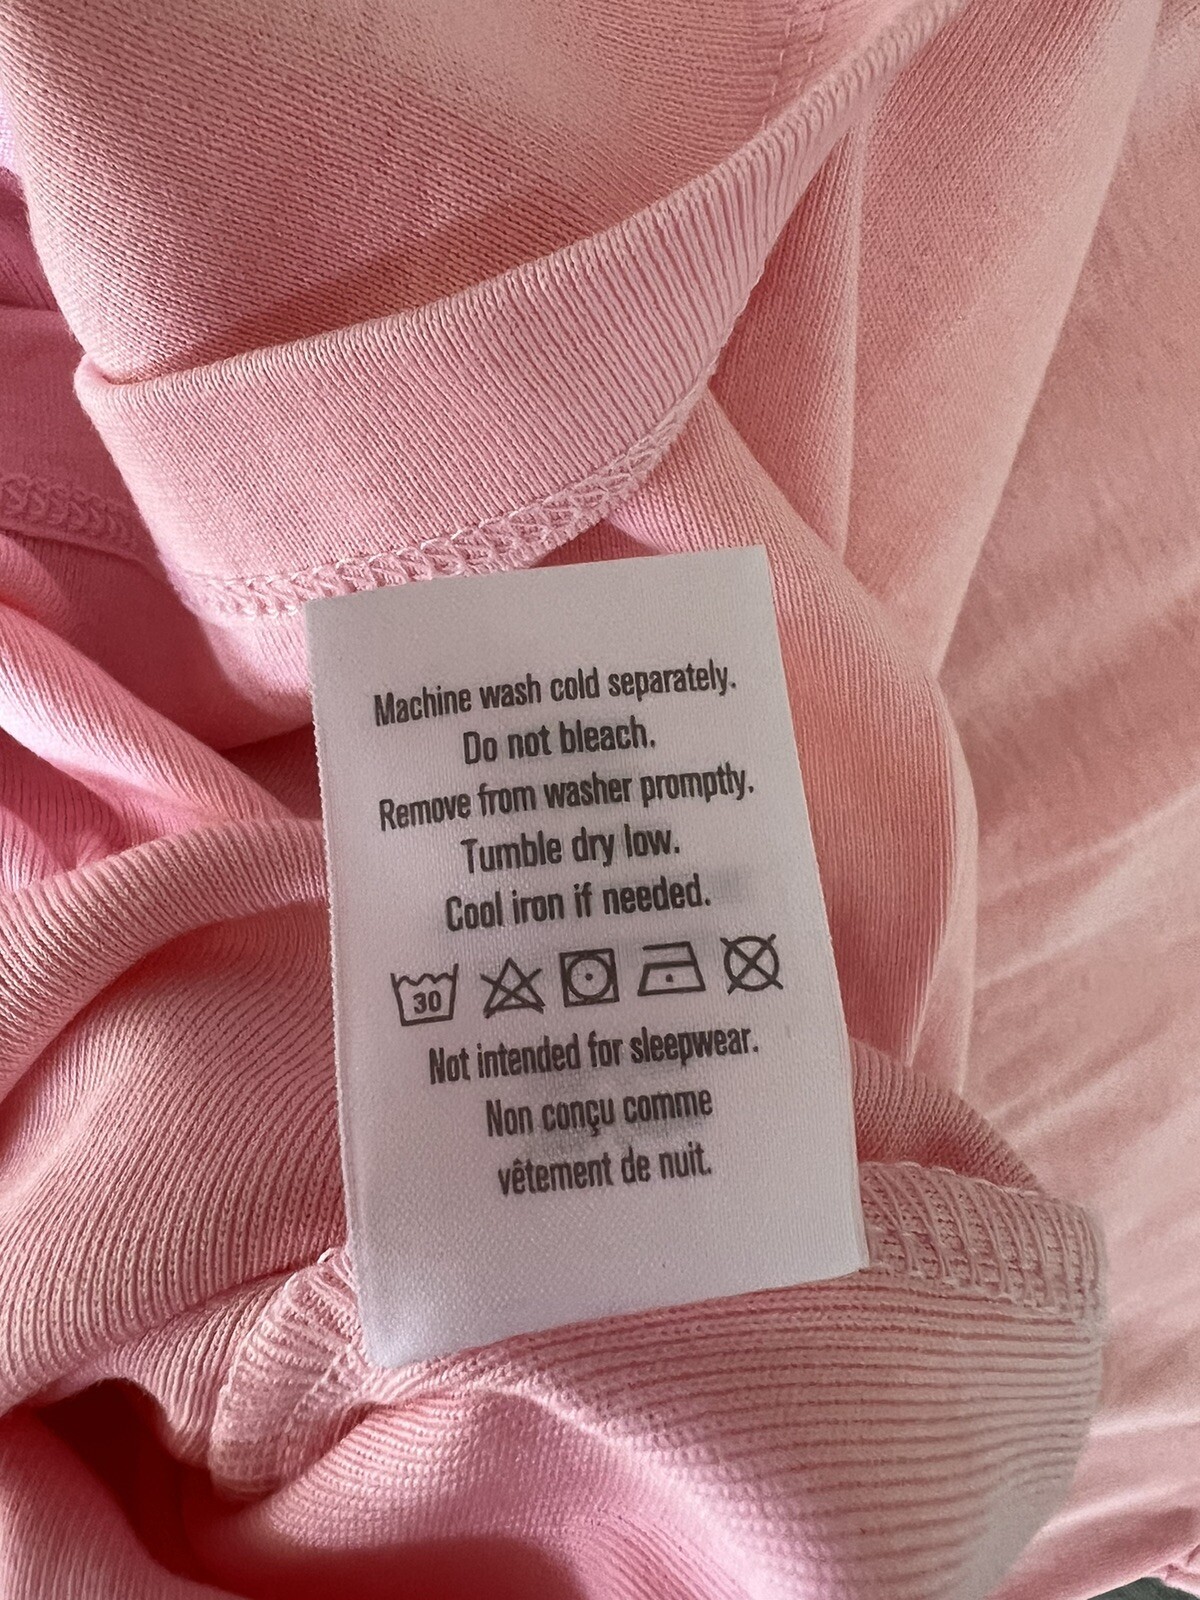 Machine wash cold separately.
Do not bleach.
Remove from washer promptly.
Tumble dry low.
Cool iron if needed.
30
Not intended for sleepwear.
Non conçu comme
vêtement de nuit.